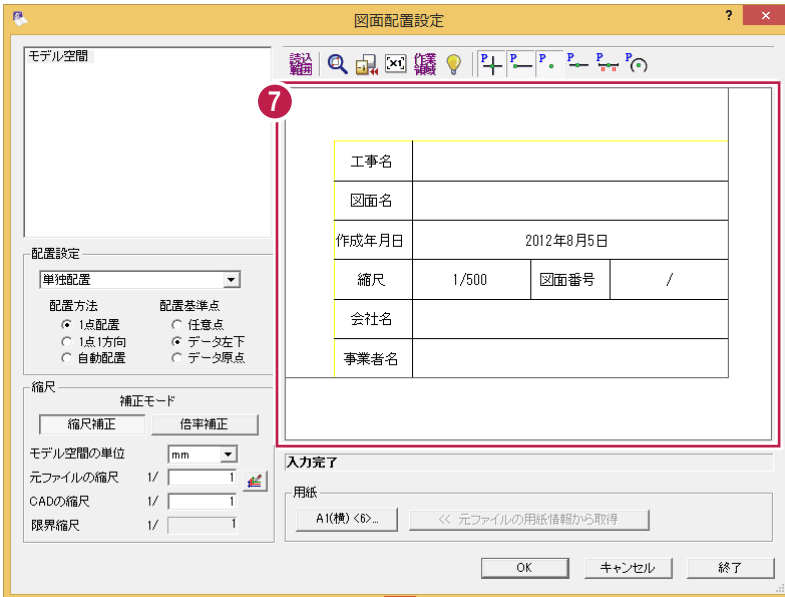 図面配置設定
? ×
モデル空間
読込範囲
作業領域
P P P P P P
7
工事名
図面名
作成年月日 2012年8月5日
縮尺 1/500 図面番号 /
会社名
事業者名
配置設定
単独配置
配置方法 配置基準点
1点配置 任意点
1点1方向 データ左下
自動配置 データ原点
縮尺
補正モード
縮尺補正 倍率補正
モデル空間の単位 mm
元ファイルの縮尺 1/ 1
CADの縮尺 1/ 1
限界縮尺 1/ 1
入力完了
用紙
A1(横) <6>... << 元ファイルの用紙情報から取得
OK キャンセル 終了